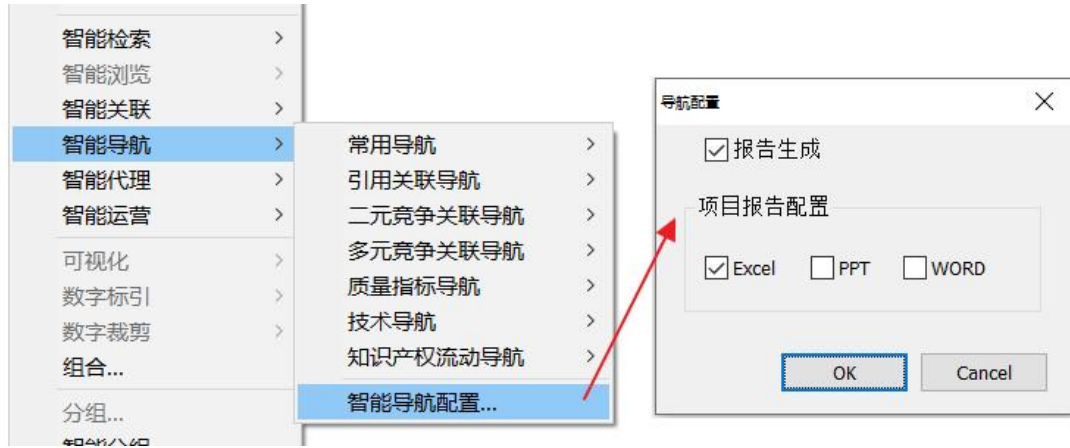 智能检索
智能浏览
智能关联
智能导航
智能代理
智能运营
可视化
数字标引
数字裁剪
组合...
分组...
智能分组
常用导航
引用关联导航
二元竞争关联导航
多元竞争关联导航
质量指标导航
技术导航
知识产权流动导航
智能导航配置...
导航配置
报告生成
项目报告配置
Excel PPT WORD
OK Cancel